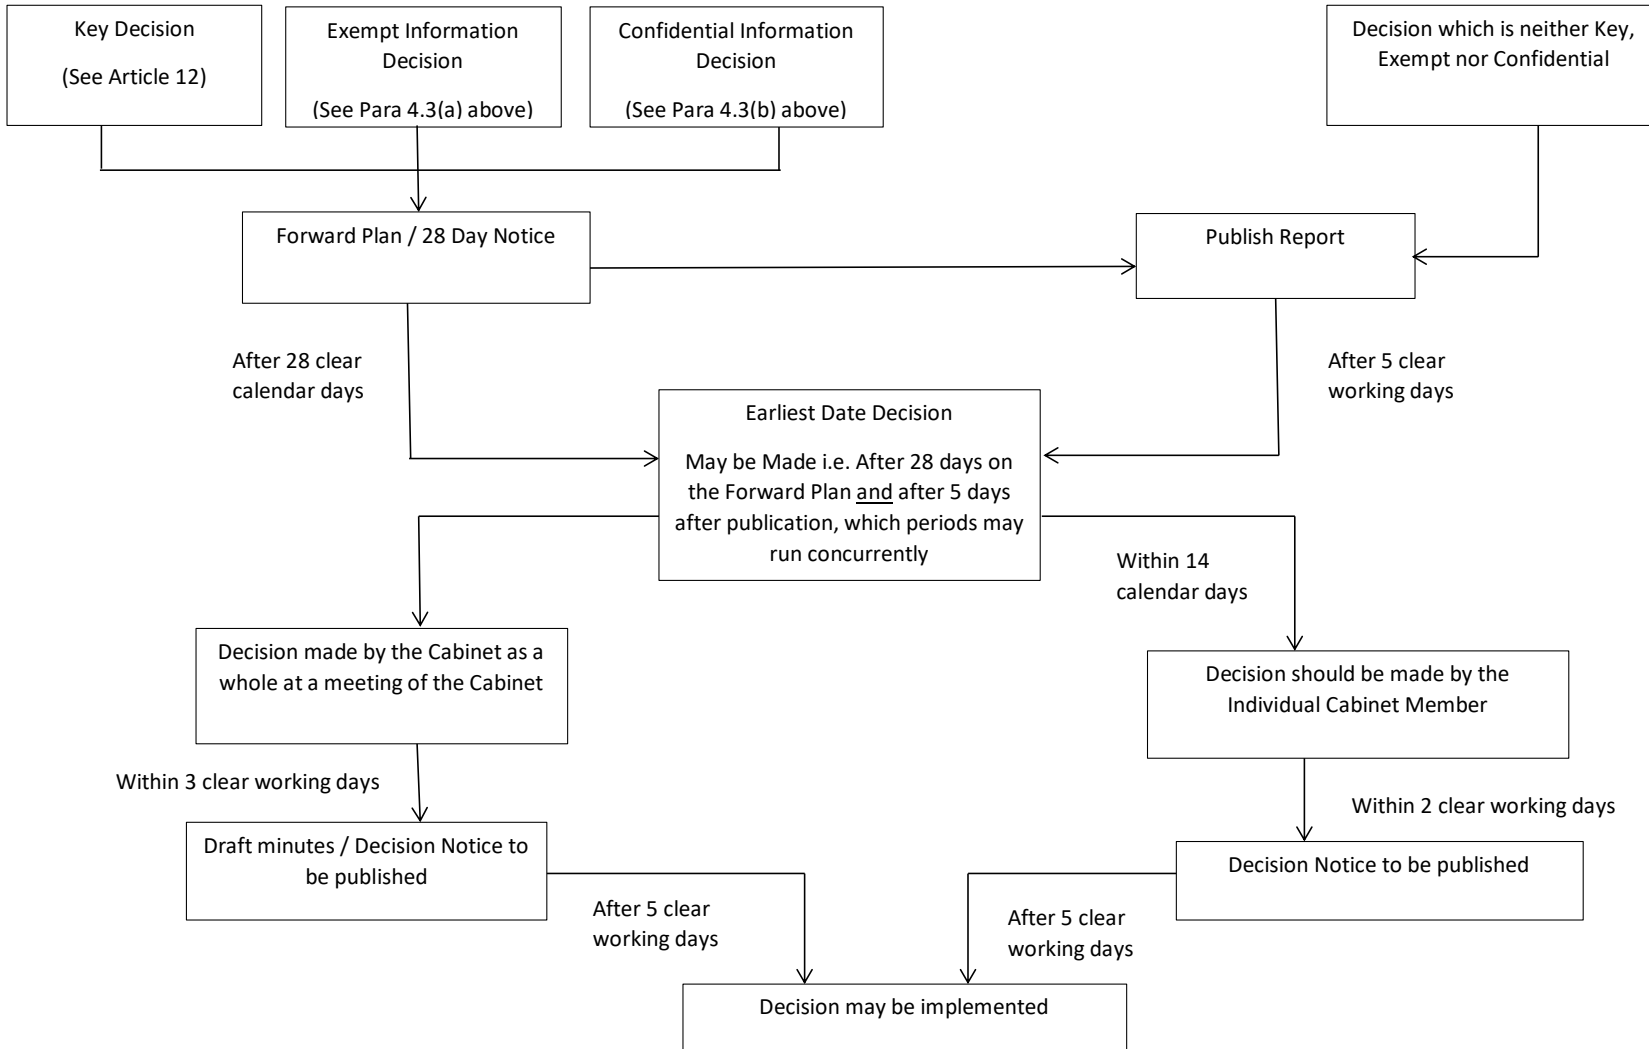 Key Decision
(See Article 12)
Exempt Information
Decision
(See Para 4.3(a) above)
Confidential Information
Decision
(See Para 4.3(b) above)
Decision which is neither Key,
Exempt nor Confidential
Forward Plan / 28 Day Notice
Publish Report
After 28 clear
calendar days
After 5 clear
working days
Earliest Date Decision
May be Made i.e. After 28 days on
the Forward Plan and after 5 days
after publication, which periods may
run concurrently
Within 14
calendar days
Decision made by the Cabinet as a
whole at a meeting of the Cabinet
Decision should be made by the
Individual Cabinet Member
Within 3 clear working days
Within 2 clear working days
Draft minutes / Decision Notice to
be published
Decision Notice to be published
After 5 clear
working days
After 5 clear
working days
Decision may be implemented